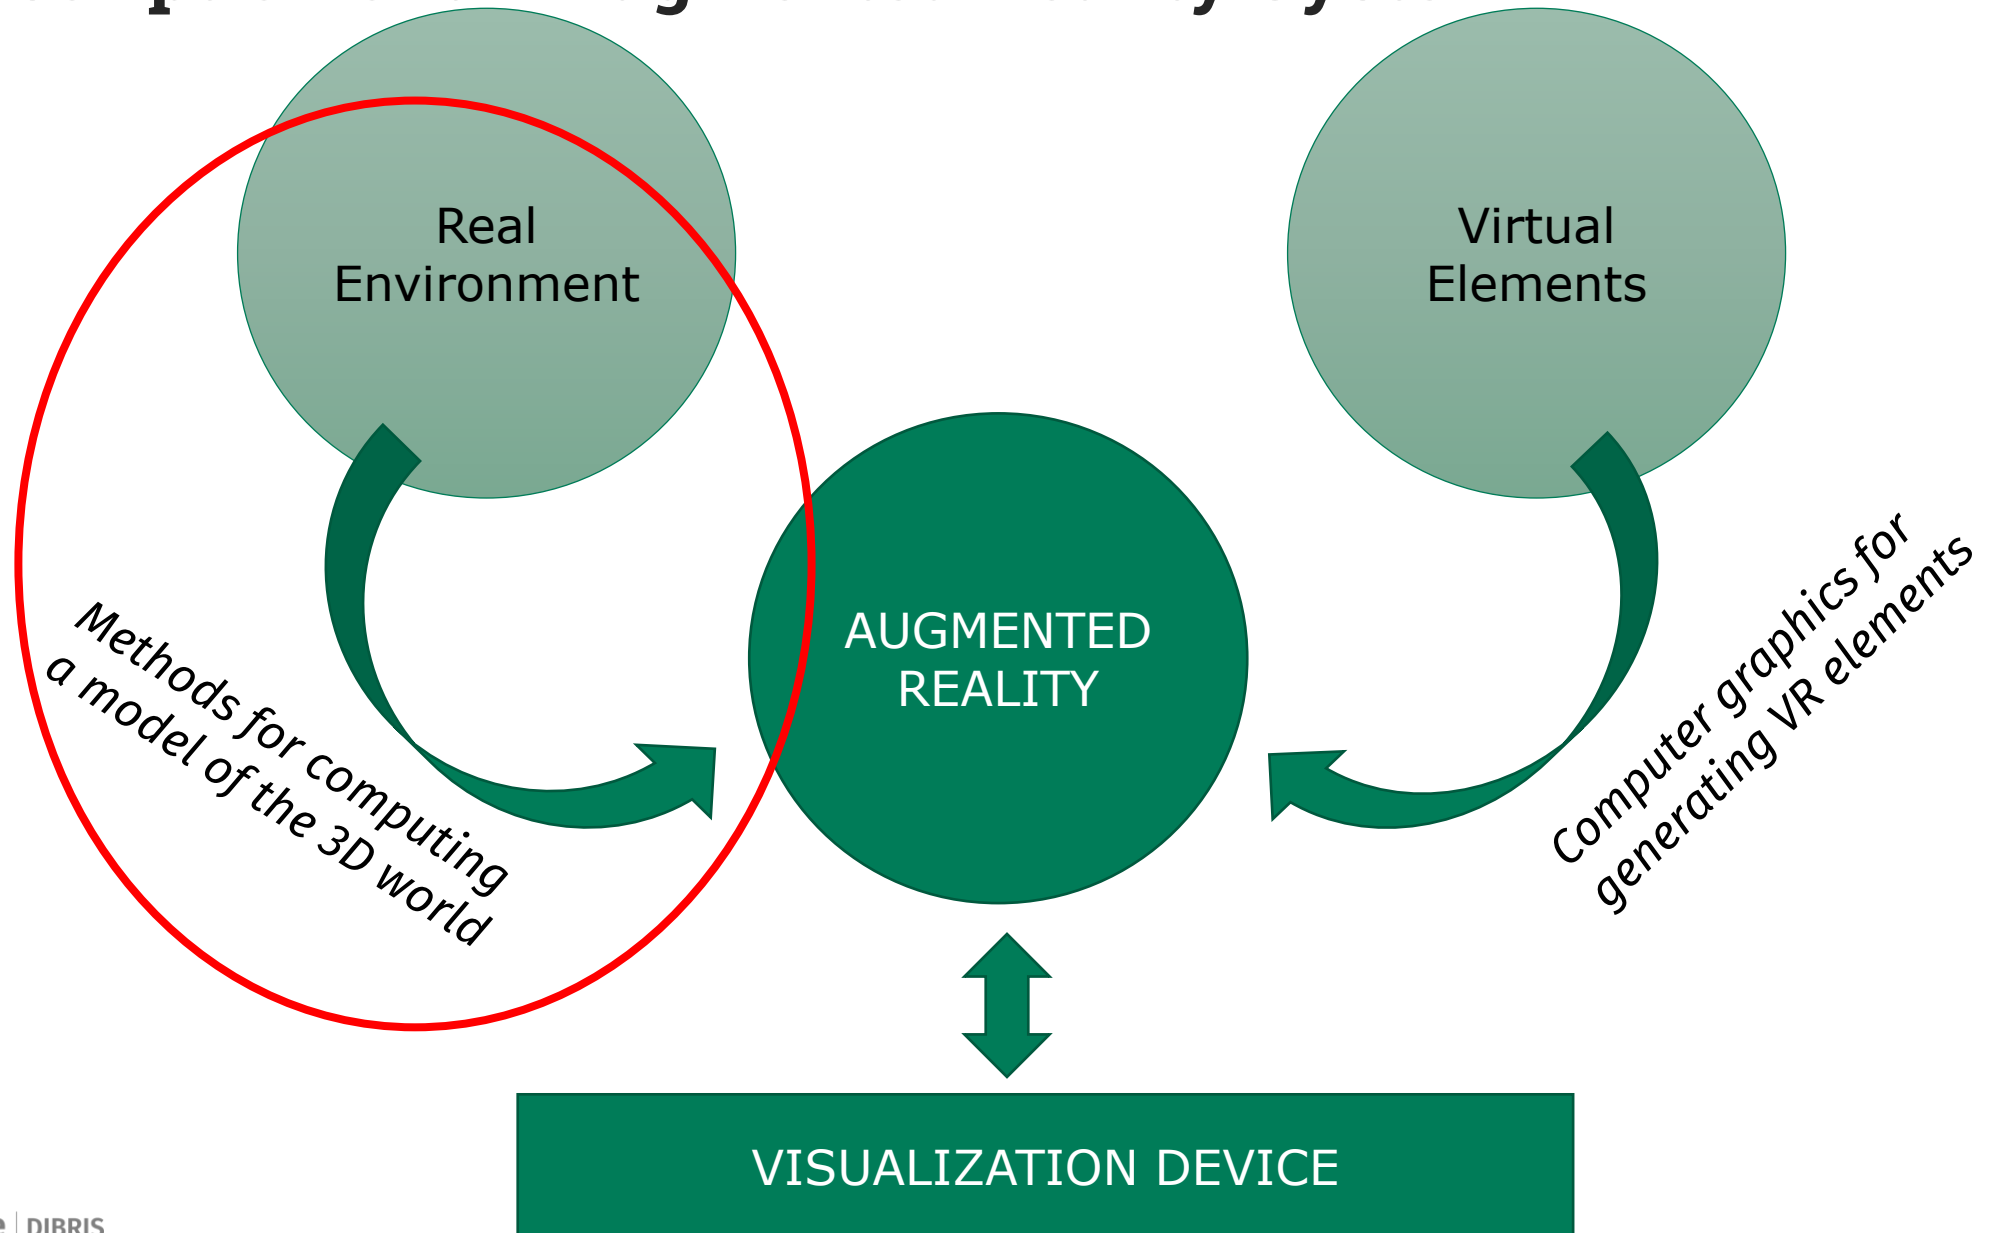 Real
Environment
Virtual
Elements
AUGMENTED
REALITY
Methods for computing
a model of the 3D world
Computer graphics for
generating VR elements
VISUALIZATION DEVICE
DIBRIS